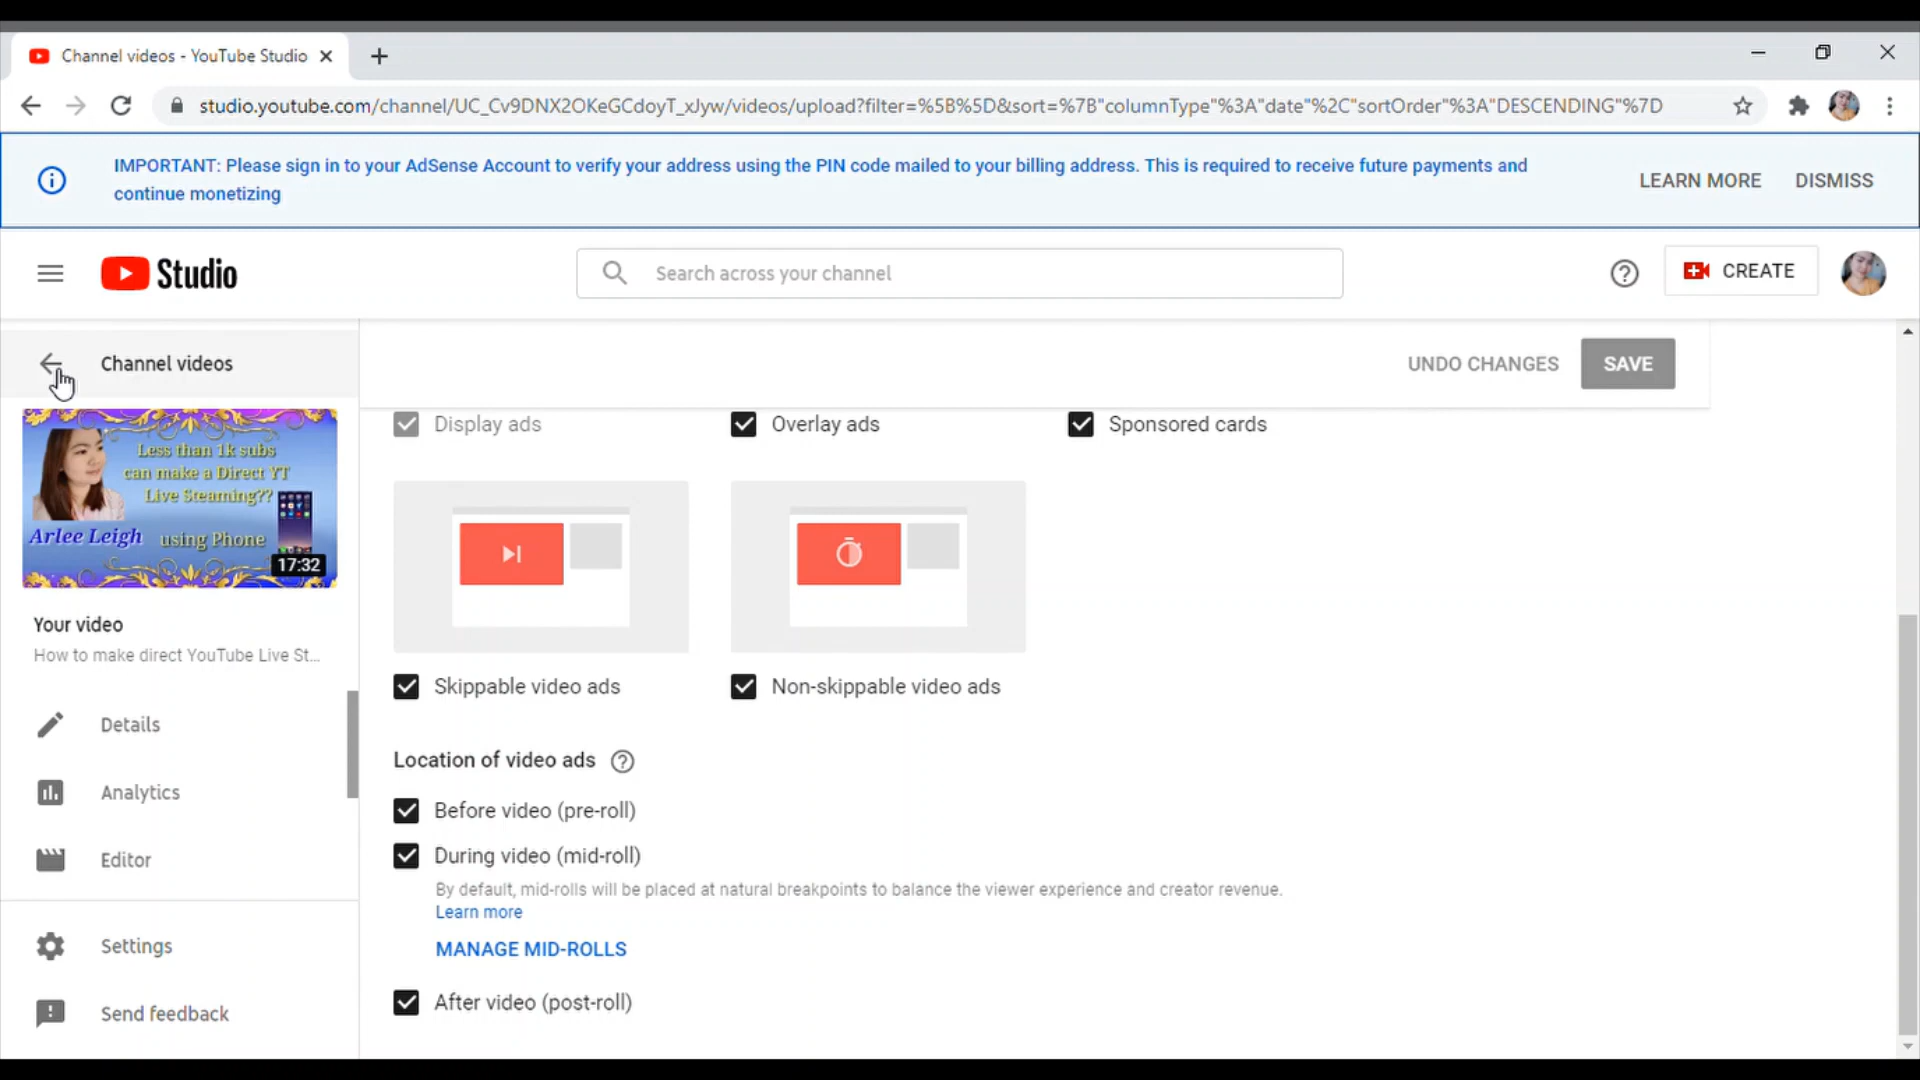 Channel videos - YouTube Studio
studio.youtube.com/channel/UC_Cv9DNX2OKeGCdoyT_xJyw/videos/upload?filter=%5B%5D&sort=%7B"columnType"%3A"date"%2C"sortOrder"%3A"DESCENDING"%7D
IMPORTANT: Please sign in to your AdSense Account to verify your address using the PIN code mailed to your billing address. This is required to receive future payments and
continue monetizing
LEARN MORE
DISMISS
Studio
Search across your channel
CREATE
Channel videos
UNDO CHANGES
SAVE
Less than 1k subs
can make a Direct YT
Live Steaming??
Arlee Leigh
using Phone
17:32
Your video
How to make direct YouTube Live St...
Details
Analytics
Editor
Settings
Send feedback
Display ads
Overlay ads
Sponsored cards
Skippable video ads
Non-skippable video ads
Location of video ads
Before video (pre-roll)
During video (mid-roll)
By default, mid-rolls will be placed at natural breakpoints to balance the viewer experience and creator revenue.
Learn more
MANAGE MID-ROLLS
After video (post-roll)